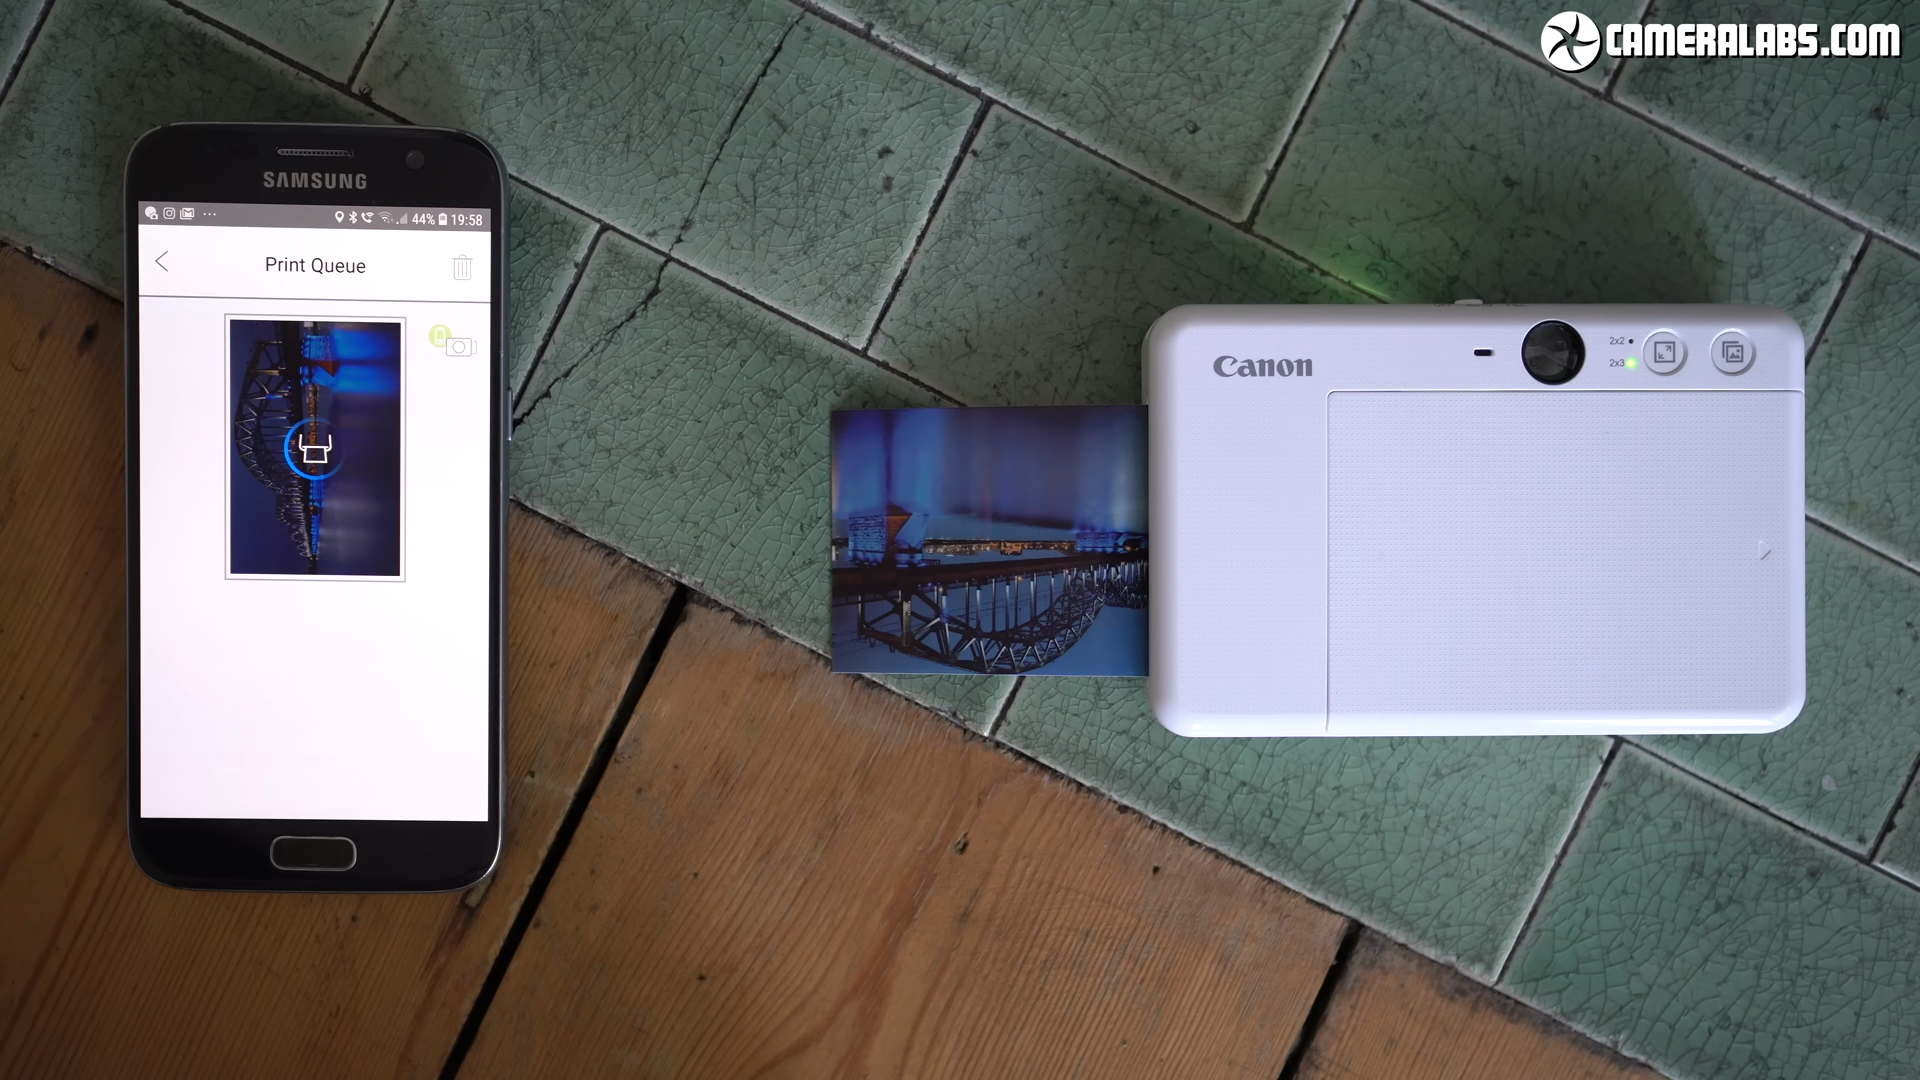 CAMERALABS.COM
SAMSUNG
44% 19:58
Print Queue
Canon
2x2
2x3